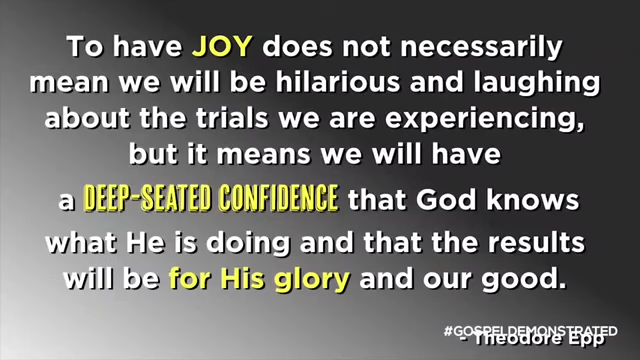 To have JOY does not necessarily
mean we will be hilarious and laughing
about the trials we are experiencing,
but it means we will have
a DEEP-SEATED CONFIDENCE that God knows
what He is doing and that the results
will be for His glory and our good.
#GOSPELDEMONSTRATED
- Theodore Epp